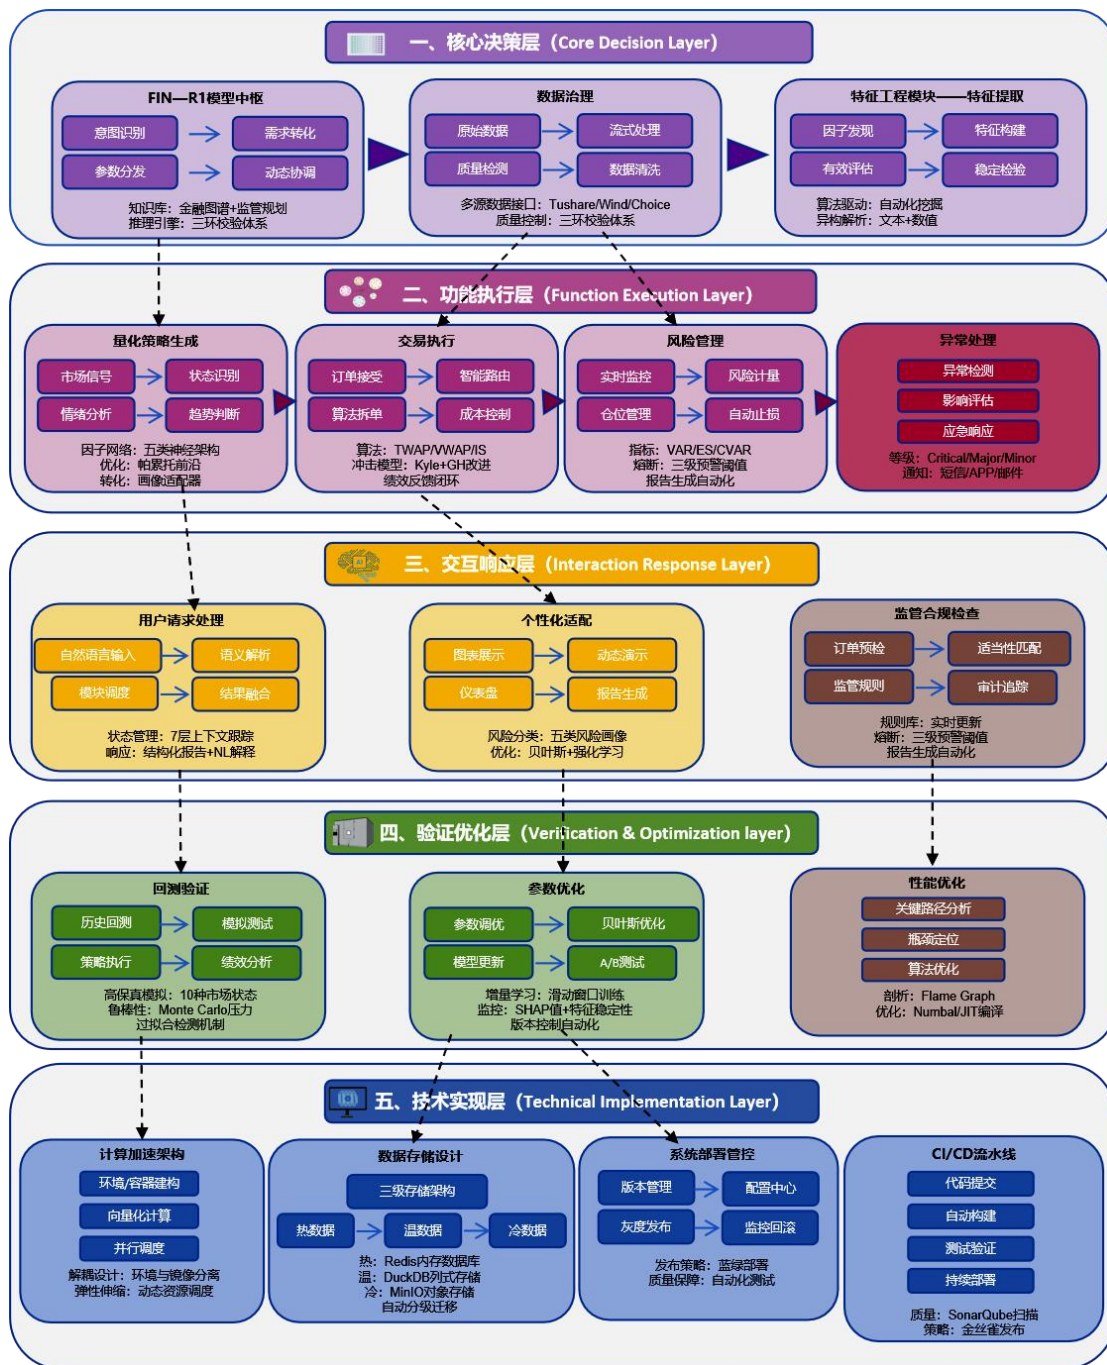 一、核心决策层（Core Decision Layer）
FIN—R1模型中枢
意图识别
需求转化
参数分发
动态协调
知识库：金融图谱+监管规划
推理引擎：三环校验体系
数据治理
原始数据
流式处理
质量检测
数据清洗
多源数据接口：Tushare/Wind/Choice
质量控制：三环校验体系
特征工程模块——特征提取
因子发现
特征构建
有效评估
稳定检验
算法驱动：自动化挖掘
异构解析：文本+数值
二、功能执行层（Function Execution Layer）
量化策略生成
市场信号
状态识别
情绪分析
趋势判断
因子网络：五类神经架构
优化：帕累托前沿
转化：画像适配器
交易执行
订单接受
智能路由
算法拆单
成本控制
算法：TWAP/VWAP/IS
冲击模型：Kyle+GH改进
绩效反馈闭环
风险管理
实时监控
风险计量
仓位管理
自动止损
指标：VAR/ES/CVAR
熔断：三级预警阈值
报告生成自动化
异常处理
异常检测
影响评估
应急响应
等级：Critical/Major/Minor
通知：短信/APP/邮件
三、交互响应层（Interaction Response Layer）
用户请求处理
自然语言输入
语义解析
模块调度
结果融合
状态管理：7层上下文跟踪
响应：结构化报告+NL解释
个性化适配
图表展示
动态演示
仪表盘
报告生成
风险分类：五类风险画像
优化：贝叶斯+强化学习
监管合规检查
订单预检
适当性匹配
监管规则
审计追踪
规则库：实时更新
熔断：三级预警阈值
报告生成自动化
四、验证优化层（Verification & Optimization layer）
回测验证
历史回测
模拟测试
策略执行
绩效分析
高保真模拟：10种市场状态
鲁棒性：Monte Carlo压力
过拟合检测机制
参数优化
参数调优
贝叶斯优化
模型更新
A/B测试
增量学习：滑动窗口训练
监控：SHAP值+特征稳定性
版本控制自动化
性能优化
关键路径分析
瓶颈定位
算法优化
剖析：Flame Graph
优化：Numbal/JIT编译
五、技术实现层（Technical Implementation Layer）
计算加速架构
环境/容器建构
向量化计算
并行调度
解耦设计：环境与镜像分离
弹性伸缩：动态资源调度
数据存储设计
三级存储架构
热数据
温数据
冷数据
热：Redis内存数据库
温：DuckDB列式存储
冷：MinIO对象存储
自动分级迁移
系统部署管控
版本管理
配置中心
灰度发布
监控回滚
发布策略：蓝绿部署
质量保障：自动化测试
CI/CD流水线
代码提交
自动构建
测试验证
持续部署
质量：SonarQube扫描
策略：金丝雀发布